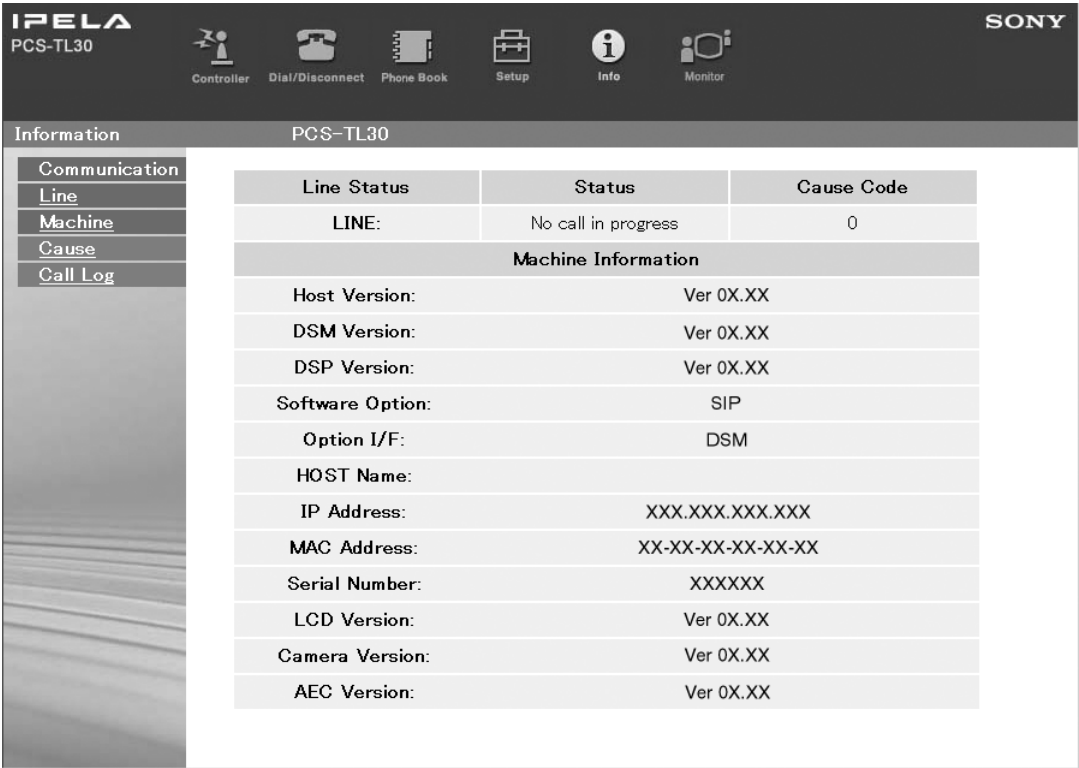 IPELA
PCS-TL30
SONY
Controller
Dial/Disconnect
Phone Book
Setup
Info
Monitor
Information
PCS-TL30
Communication
Line
Machine
Cause
Call Log
Line Status Status Cause Code
LINE: No call in progress 0
Machine Information
Host Version: Ver 0X.XX
DSM Version: Ver 0X.XX
DSP Version: Ver 0X.XX
Software Option: SIP
Option I/F: DSM
HOST Name:
IP Address: XXX.XXX.XXX.XXX
MAC Address: XX-XX-XX-XX-XX-XX
Serial Number: XXXXXX
LCD Version: Ver 0X.XX
Camera Version: Ver 0X.XX
AEC Version: Ver 0X.XX